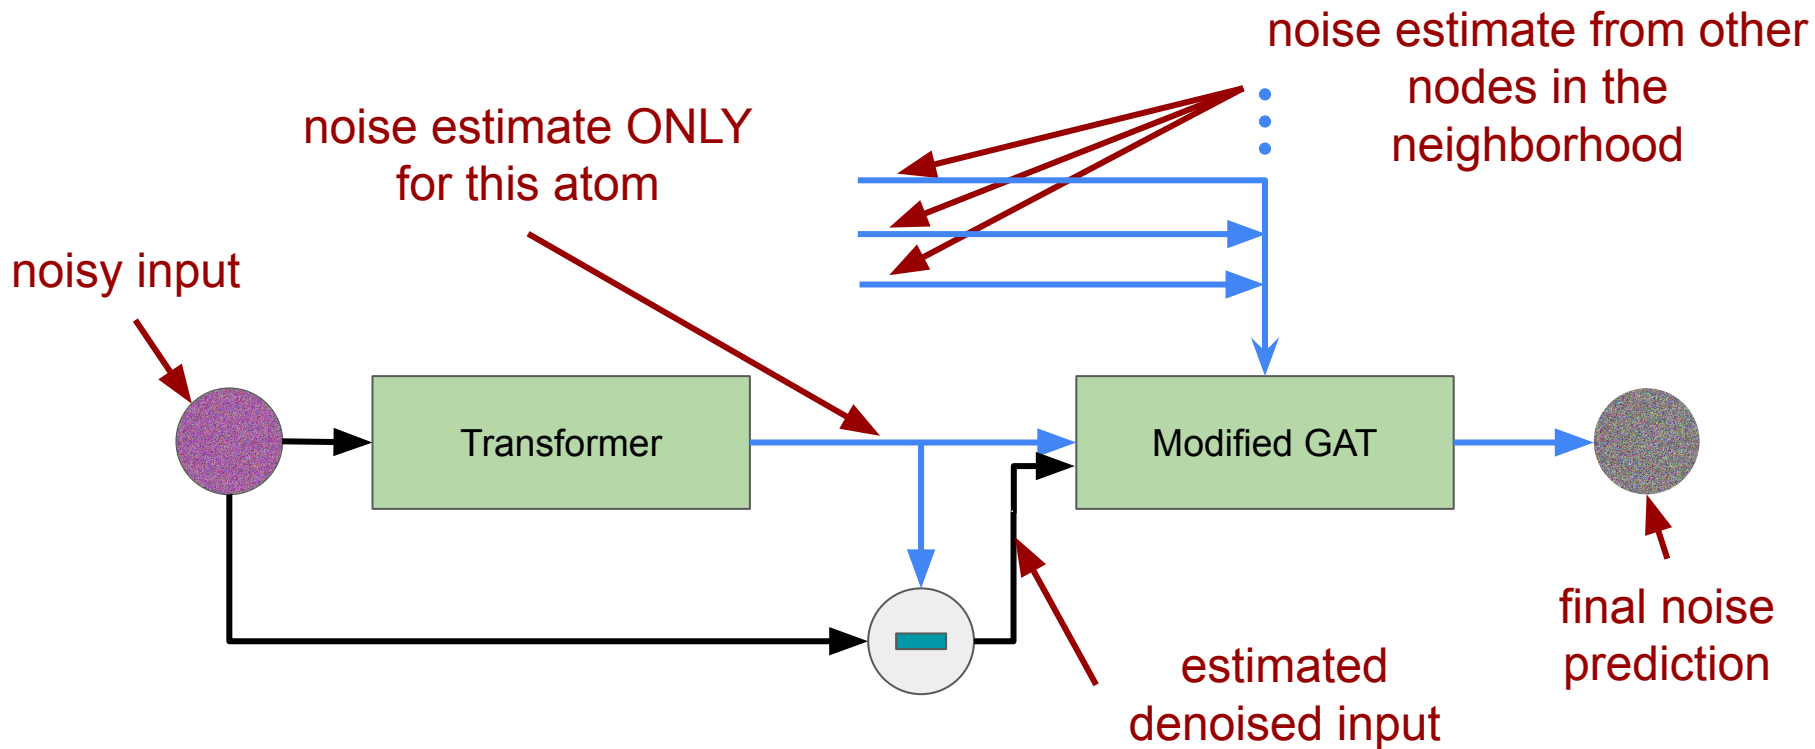 noise estimate from other
nodes in the
neighborhood
noise estimate ONLY
for this atom
noisy input
Transformer
Modified GAT
final noise
prediction
estimated
denoised input